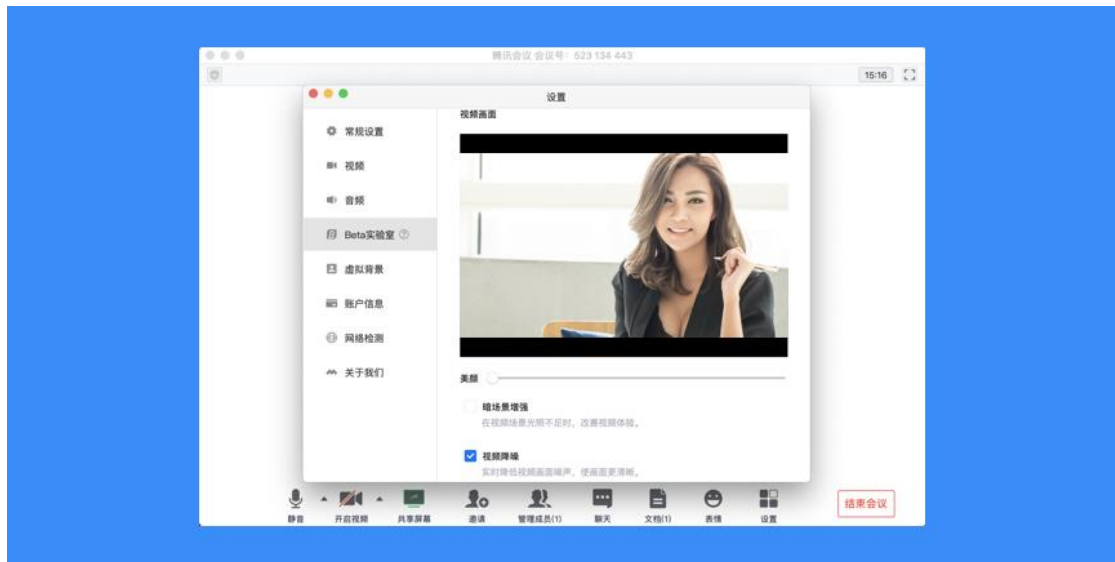 腾讯会议 会议号：523 134 443
15:16
设置
常规设置
视频
音频
Beta实验室
虚拟背景
账户信息
网络检测
关于我们
视频画面
美颜
暗场景增强
在视频场景光照不足时，改善视频体验。
视频降噪
实时降低视频画面噪声，使画面更清晰。
静音
开启视频
共享屏幕
邀请
管理成员(1)
聊天
文档(1)
表情
设置
结束会议